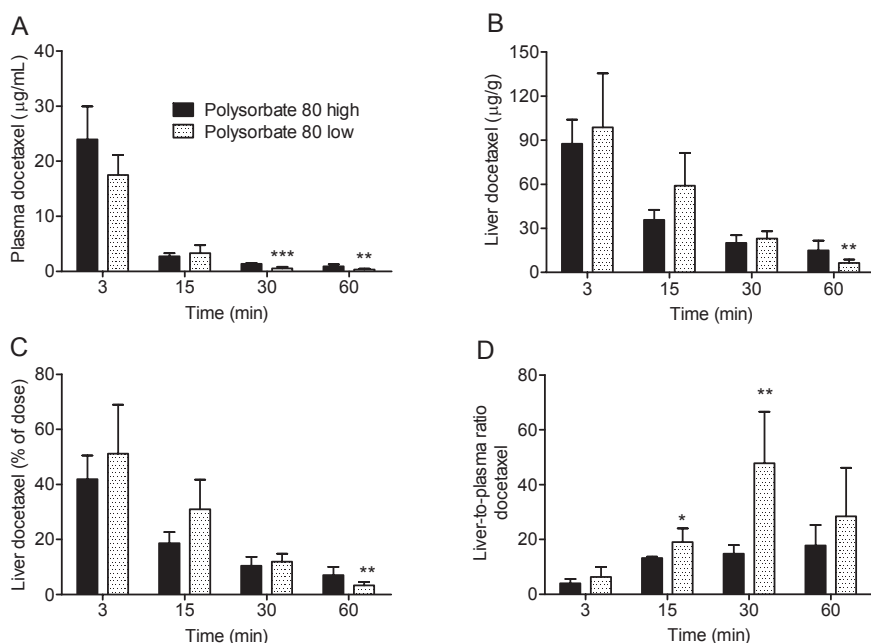 A
Plasma docetaxel (μg/mL)
40
30
20
10
0
Polysorbate 80 high
Polysorbate 80 low
***
**
3 15 30 60
Time (min)
B
Liver docetaxel (μg/g)
150
120
90
60
30
0
**
3 15 30 60
Time (min)
C
Liver docetaxel (% of dose)
80
60
40
20
0
**
3 15 30 60
Time (min)
D
Liver-to-plasma ratio
docetaxel
80
60
40
20
0
*
**
3 15 30 60
Time (min)